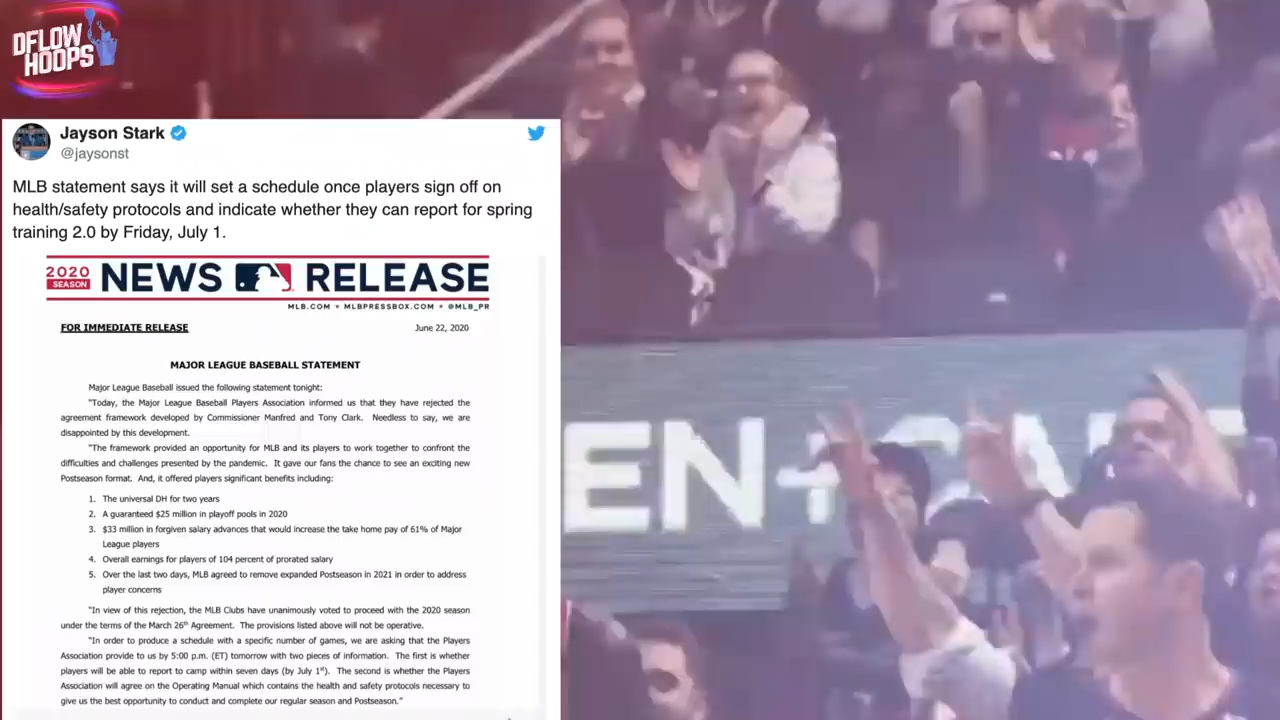 DFLOW
HOOPS
Jayson Stark
@jaysonst
MLB statement says it will set a schedule once players sign off on
health/safety protocols and indicate whether they can report for spring
training 2.0 by Friday, July 1.
2020
SEASON
NEWS RELEASE
MLB.COM • MLBPRESSBOX.COM • @MLB_PR
FOR IMMEDIATE RELEASE
June 22, 2020
MAJOR LEAGUE BASEBALL STATEMENT
Major League Baseball issued the following statement tonight:
"Today, the Major League Baseball Players Association informed us that they have rejected the
agreement framework developed by Commissioner Manfred and Tony Clark. Needless to say, we are
disappointed by this development.
"The framework provided an opportunity for MLB and its players to work together to confront the
difficulties and challenges presented by the pandemic. It gave our fans the chance to see an exciting new
Postseason format. And, it offered players significant benefits including:
1. The universal DH for two years
2. A guaranteed $25 million in playoff pools in 2020
3. $33 million in forgiven salary advances that would increase the take home pay of 61% of Major
League players
4. Overall earnings for players of 104 percent of prorated salary
5. Over the last two days, MLB agreed to remove expanded Postseason in 2021 in order to address
player concerns
"In view of this rejection, the MLB Clubs have unanimously voted to proceed with the 2020 season
under the terms of the March 26th Agreement. The provisions listed above will not be operative.
"In order to produce a schedule with a specific number of games, we are asking that the Players
Association provide to us by 5:00 p.m. (ET) tomorrow with two pieces of information. The first is whether
players will be able to report to camp within seven days (by July 1st). The second is whether the Players
Association will agree on the Operating Manual which contains the health and safety protocols necessary to
give us the best opportunity to conduct and complete our regular season and Postseason."